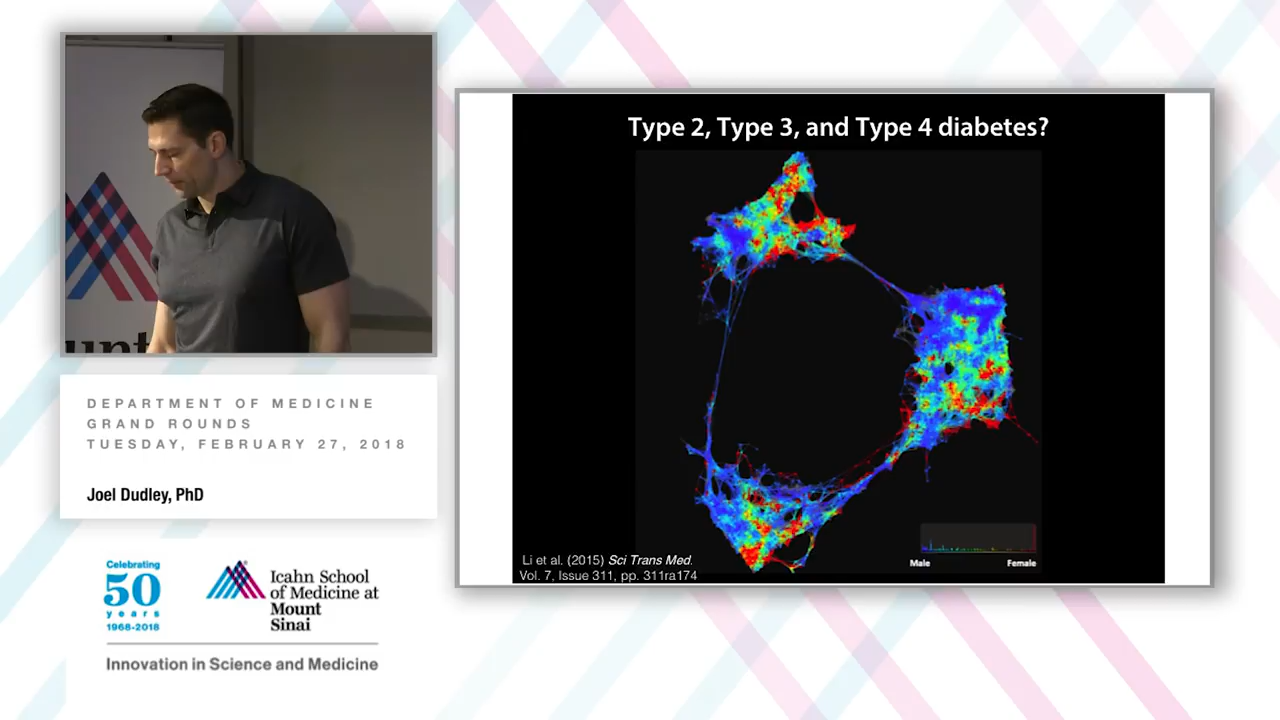 unt
DEPARTMENT OF MEDICINE
GRAND ROUNDS
TUESDAY, FEBRUARY 27, 2018
Joel Dudley, PhD
Celebrating
50
years
1968-2018
Icahn School
of Medicine at
Mount
Sinai
Innovation in Science and Medicine
Type 2, Type 3, and Type 4 diabetes?
Li et al. (2015) Sci Trans Med.
Vol. 7, Issue 311, pp. 311ra174
Male Female